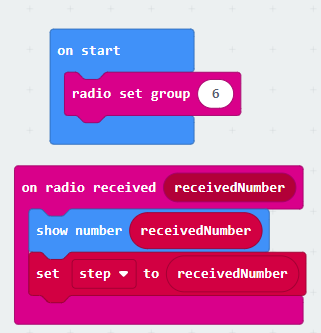 on start
radio set group 6
on radio received receivedNumber
show number receivedNumber
set step to receivedNumber